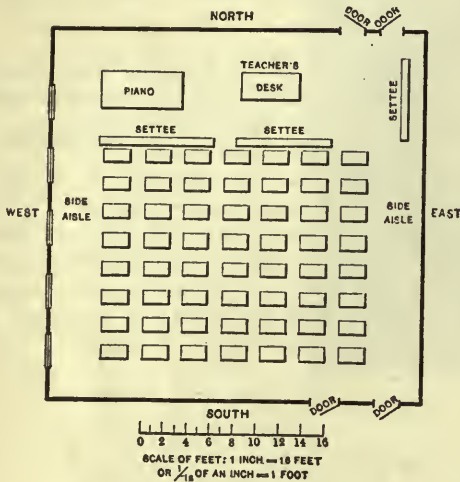 NORTH
DOOR DOOR
TEACHER'S
DESK
PIANO
SETTEE
SETTEE
SETTEE
WEST
SIDE
AISLE
SIDE
AISLE
EAST
DOOR
DOOR
SOUTH
0 2 4 6 8 10 12 14 16
SCALE OF FEET: 1 INCH = 16 FEET
OR 1/16 OF AN INCH = 1 FOOT